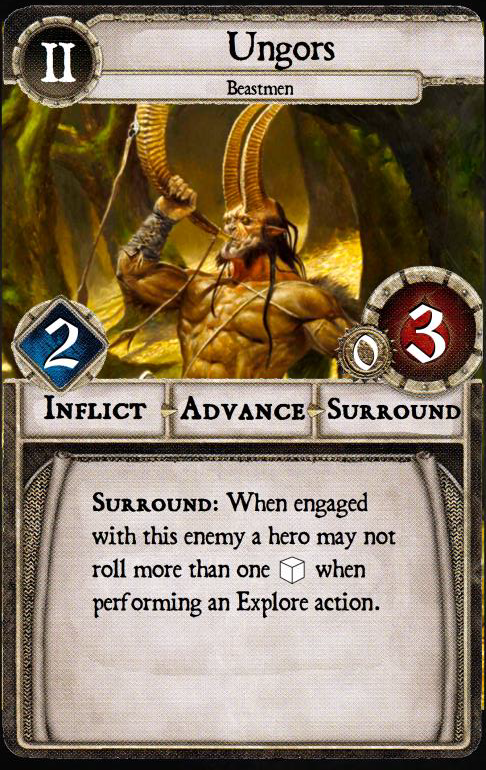 II
Ungors
Beastmen
2
0
3
INFLICT ADVANCE SURROUND
SURROUND: When engaged
with this enemy a hero may not
roll more than one when
performing an Explore action.